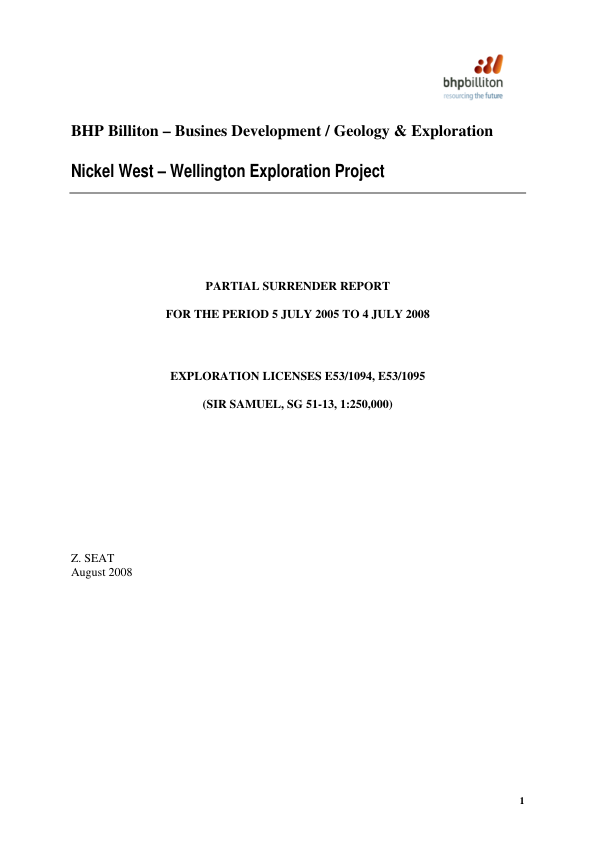 bhpbilliton
resourcing the future
BHP Billiton – Busines Development / Geology & Exploration
Nickel West – Wellington Exploration Project
PARTIAL SURRENDER REPORT
FOR THE PERIOD 5 JULY 2005 TO 4 JULY 2008
EXPLORATION LICENSES E53/1094, E53/1095
(SIR SAMUEL, SG 51-13, 1:250,000)
Z. SEAT
August 2008
1